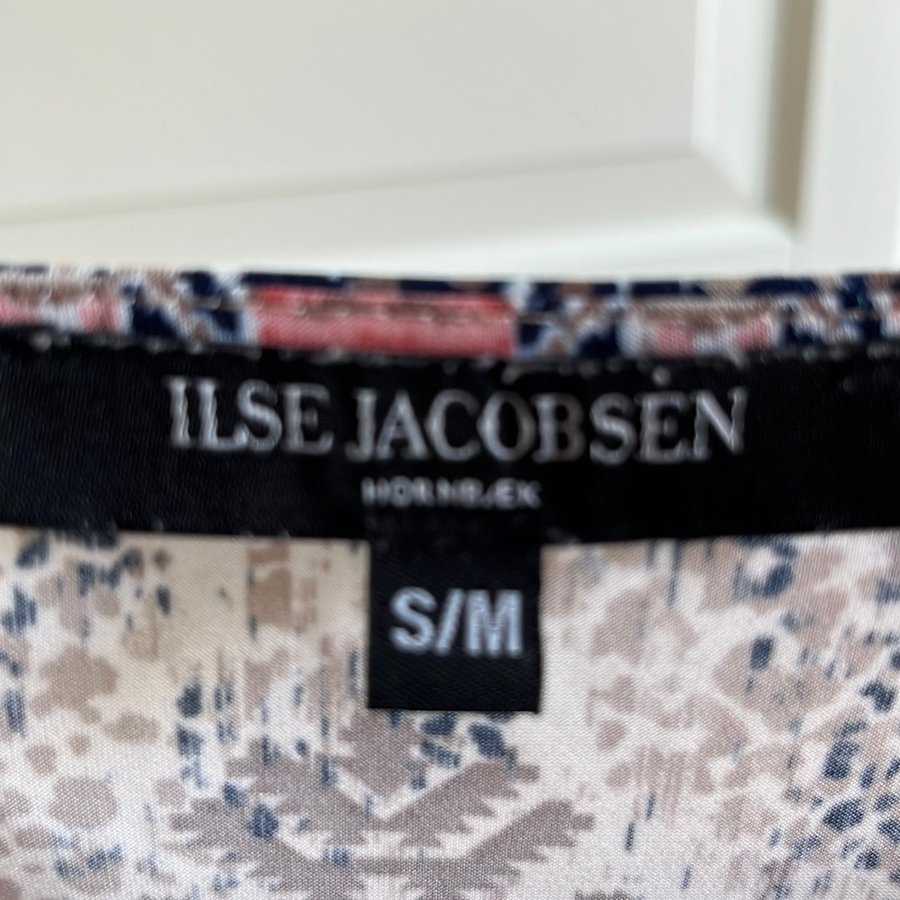 ILSE JACOBSEN
HORNBÆK
S/M